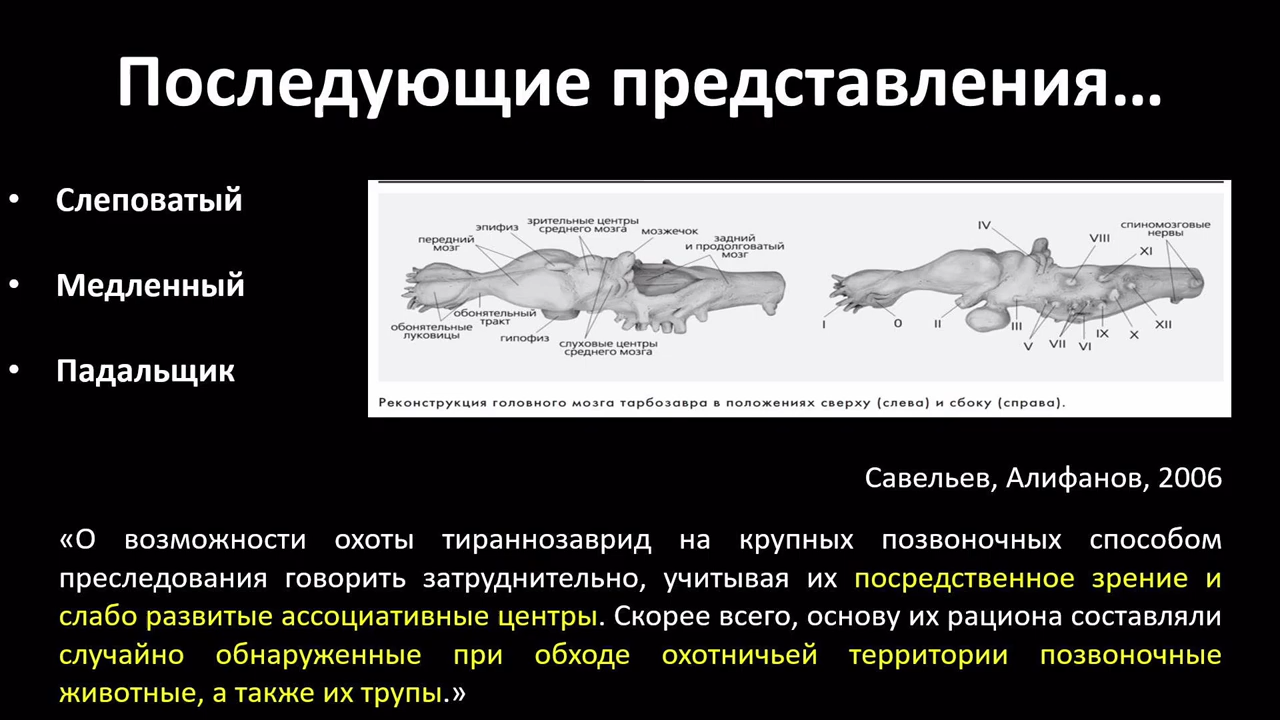 Последующие представления...
• Слеповатый
• Медленный
• Падальщик
эпифиз
зрительные центры
среднего мозга
мозжечок
передний
мозг
задний
и продолговатый
мозг
обонятельный
тракт
обонятельные
луковицы
гипофиз
слуховые центры
среднего мозга
IV
VIII
XI
спиномозговые
нервы
I
O
II
III
V
VII
VI
IX
X
XII
Реконструкция головного мозга тарбозавра в положениях сверху (слева) и сбоку (справа).
Савельев, Алифанов, 2006
«О возможности охоты тираннозаврид на крупных позвоночных способом
преследования говорить затруднительно, учитывая их посредственное зрение и
слабо развитые ассоциативные центры. Скорее всего, основу их рациона составляли
случайно обнаруженные при обходе охотничьей территории позвоночные
животные, а также их трупы.»